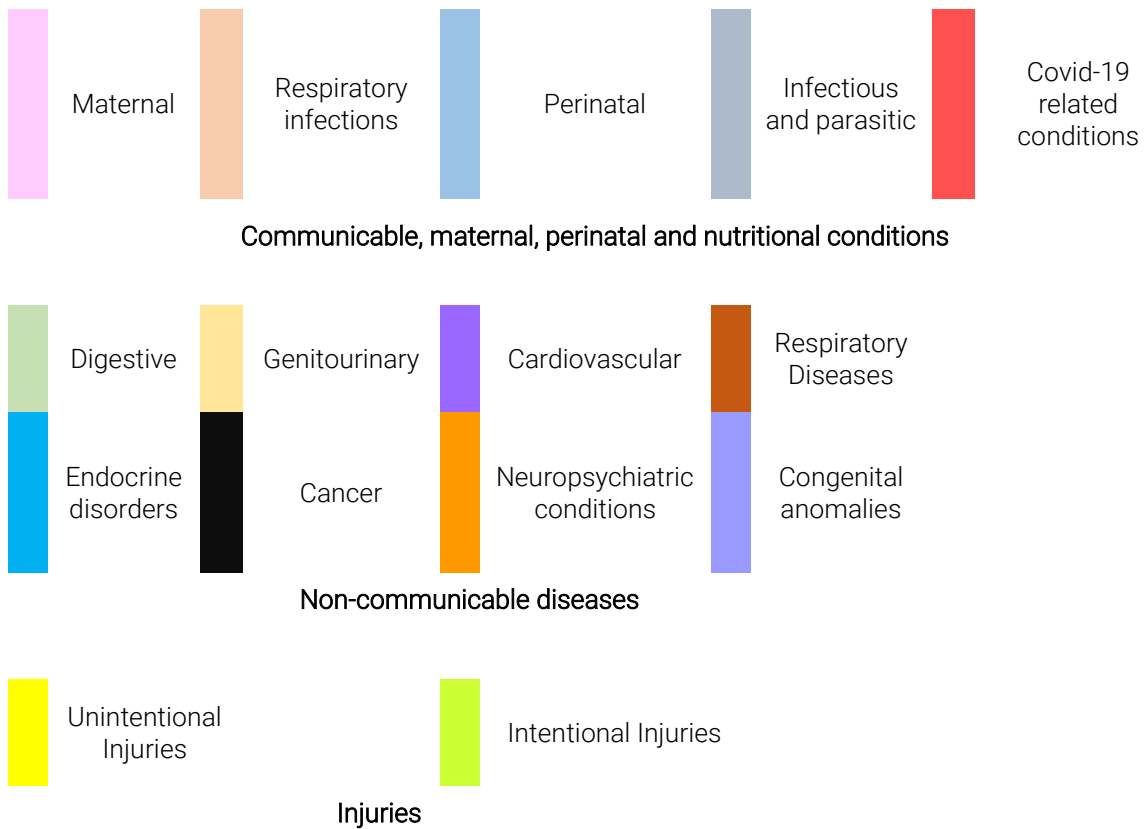 Maternal
Respiratory
infections
Perinatal
Infectious
and parasitic
Covid-19
related
conditions
Communicable, maternal, perinatal and nutritional conditions
Digestive
Genitourinary
Cardiovascular
Respiratory
Diseases
Endocrine
disorders
Cancer
Neuropsychiatric
conditions
Congenital
anomalies
Non-communicable diseases
Unintentional
Injuries
Intentional Injuries
Injuries